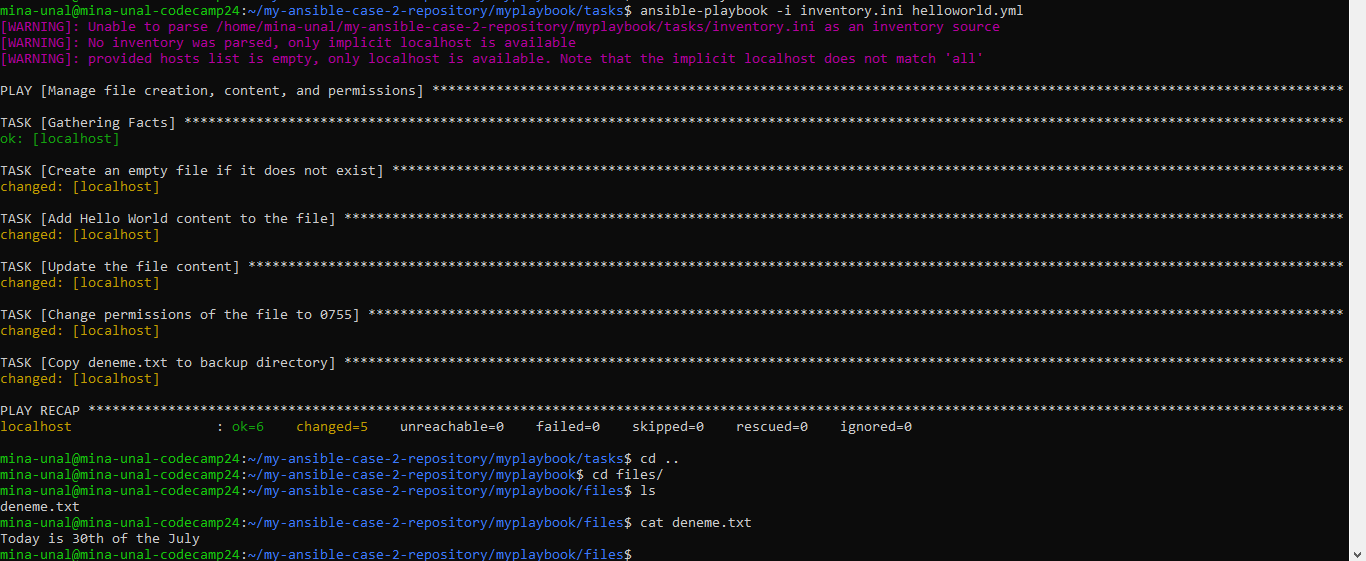 mina-unal@mina-unal-codecamp24:~/my-ansible-case-2-repository/myplaybook/tasks$ ansible-playbook -i inventory.ini helloworld.yml
[WARNING]: Unable to parse /home/mina-unal/my-ansible-case-2-repository/myplaybook/tasks/inventory.ini as an inventory source
[WARNING]: No inventory was parsed, only implicit localhost is available
[WARNING]: provided hosts list is empty, only localhost is available. Note that the implicit localhost does not match 'all'
PLAY [Manage file creation, content, and permissions] ******************************************************************************************************************
TASK [Gathering Facts] *************************************************************************************************************************************************
ok: [localhost]
TASK [Create an empty file if it does not exist] ***********************************************************************************************************************
changed: [localhost]
TASK [Add Hello World content to the file] *****************************************************************************************************************************
changed: [localhost]
TASK [Update the file content] *****************************************************************************************************************************************
changed: [localhost]
TASK [Change permissions of the file to 0755] **************************************************************************************************************************
changed: [localhost]
TASK [Copy deneme.txt to backup directory] *****************************************************************************************************************************
changed: [localhost]
PLAY RECAP *************************************************************************************************************************************************************
localhost                  : ok=6    changed=5    unreachable=0    failed=0    skipped=0    rescued=0    ignored=0
mina-unal@mina-unal-codecamp24:~/my-ansible-case-2-repository/myplaybook/tasks$ cd ..
mina-unal@mina-unal-codecamp24:~/my-ansible-case-2-repository/myplaybook$ cd files/
mina-unal@mina-unal-codecamp24:~/my-ansible-case-2-repository/myplaybook/files$ ls
deneme.txt
mina-unal@mina-unal-codecamp24:~/my-ansible-case-2-repository/myplaybook/files$ cat deneme.txt
Today is 30th of the July
mina-unal@mina-unal-codecamp24:~/my-ansible-case-2-repository/myplaybook/files$